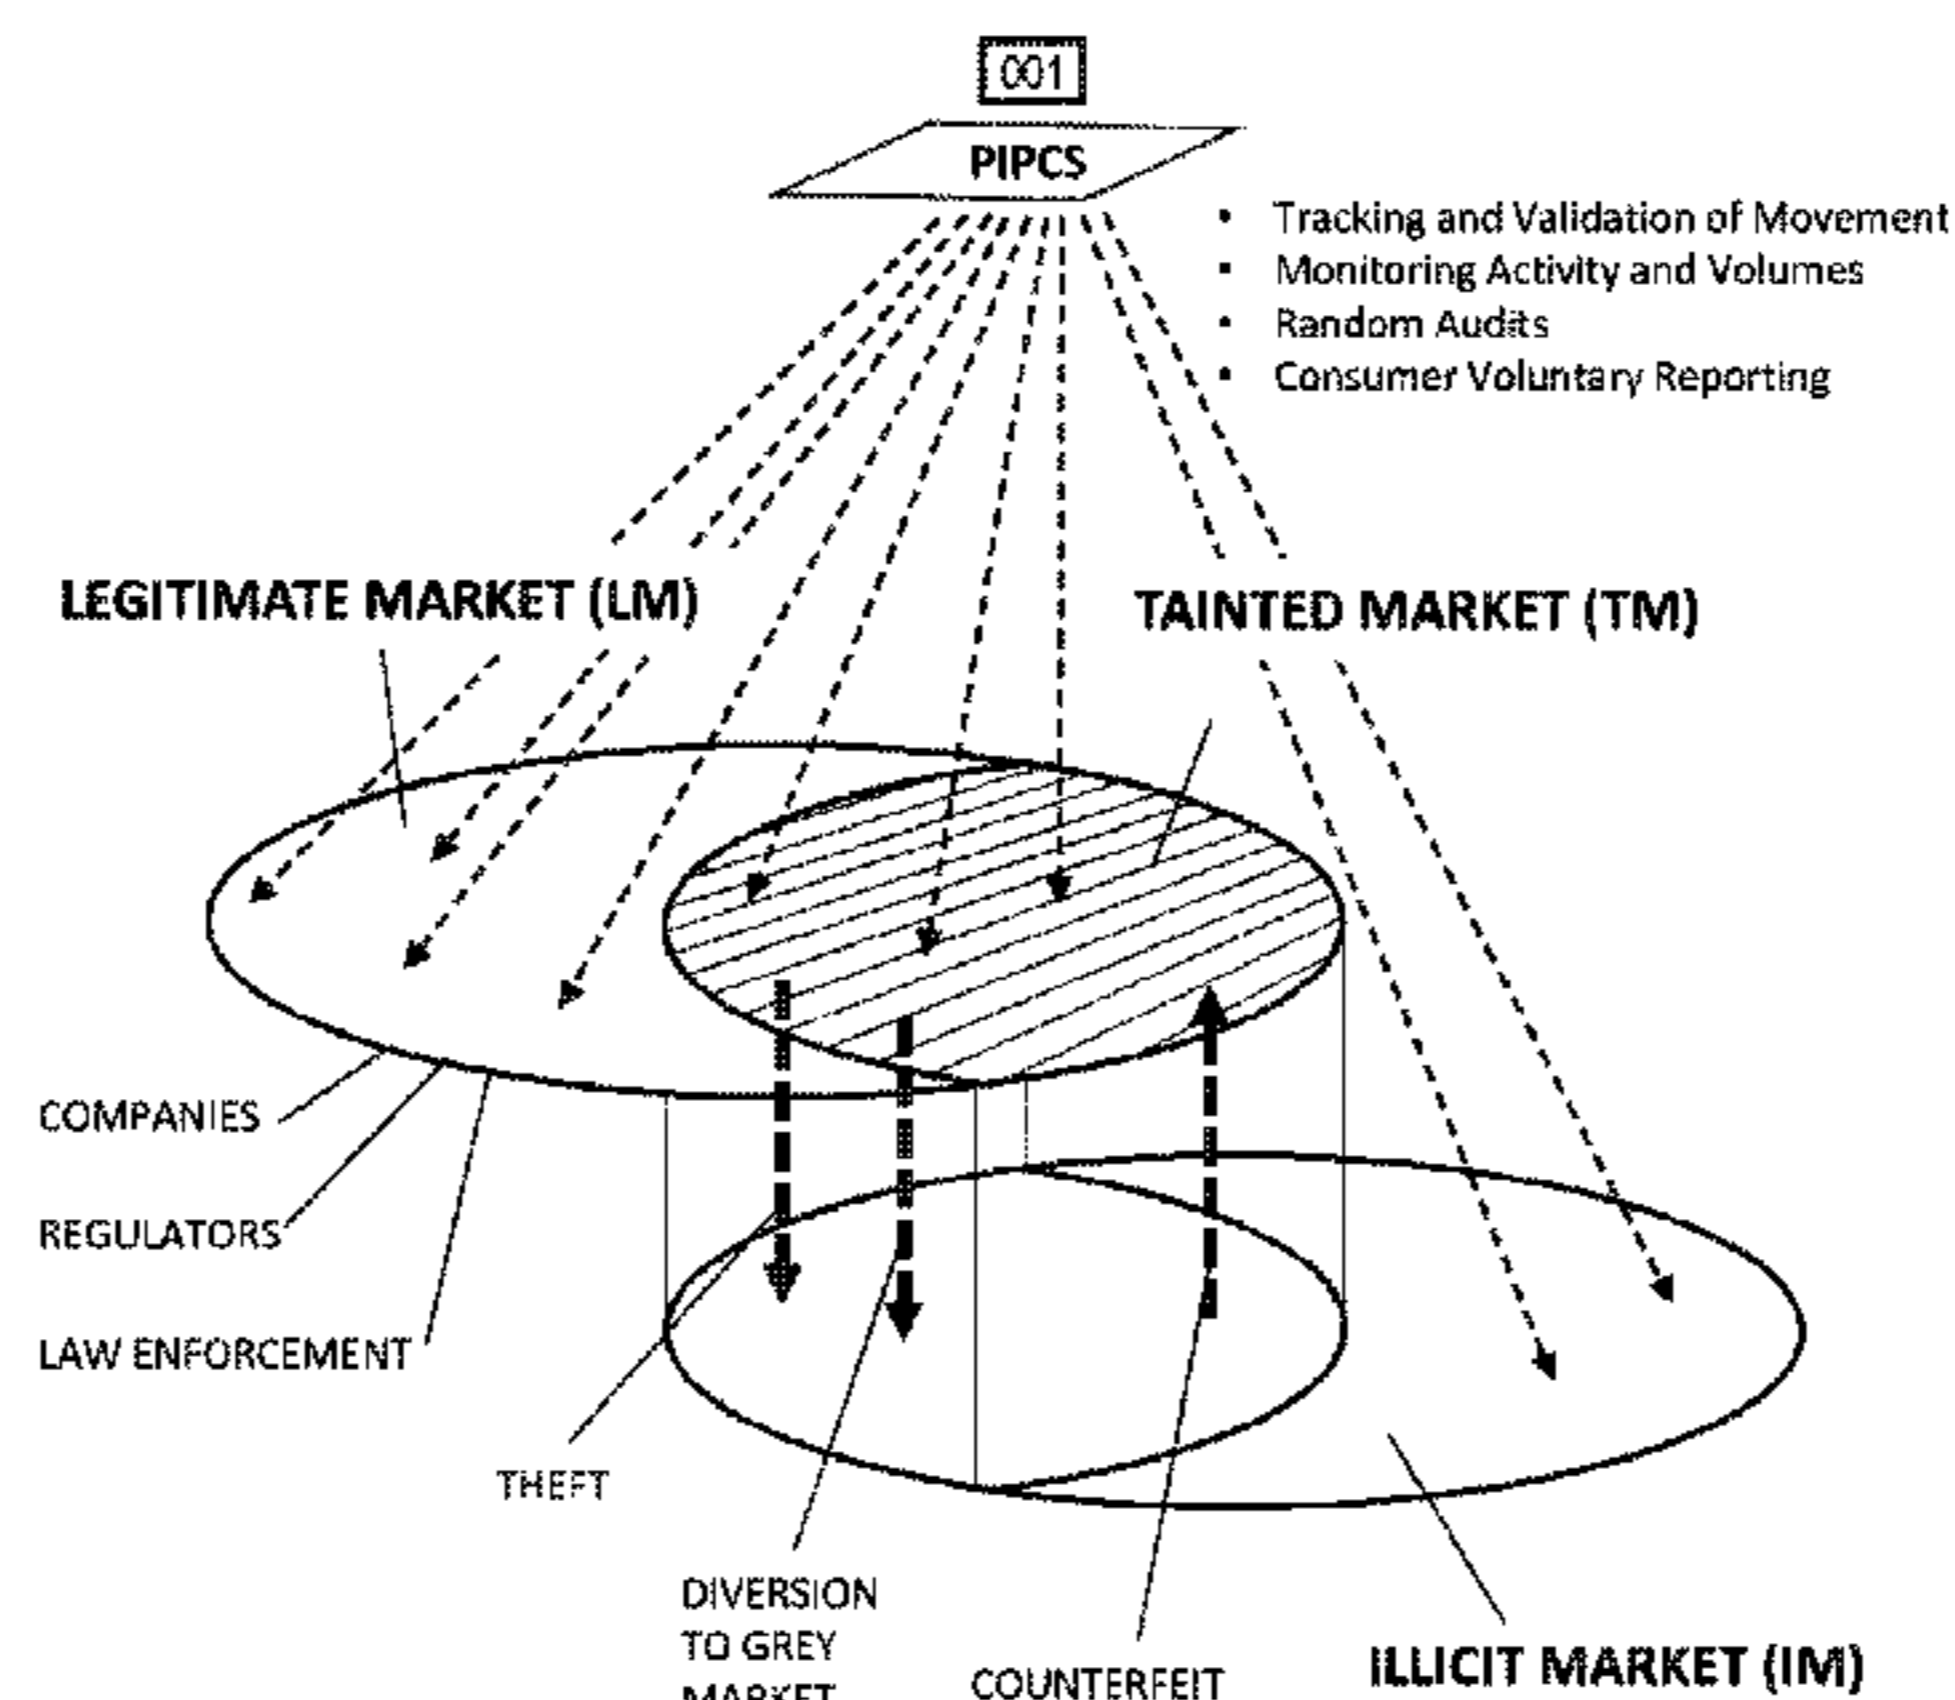 001
PIPCS
• Tracking and Validation of Movement
• Monitoring Activity and Volumes
• Random Audits
• Consumer Voluntary Reporting
LEGITIMATE MARKET (LM)
TAINTED MARKET (TM)
COMPANIES
REGULATORS
LAW ENFORCEMENT
THEFT
DIVERSION
TO GREY
MARKET
COUNTERFEIT
ILLICIT MARKET (IM)